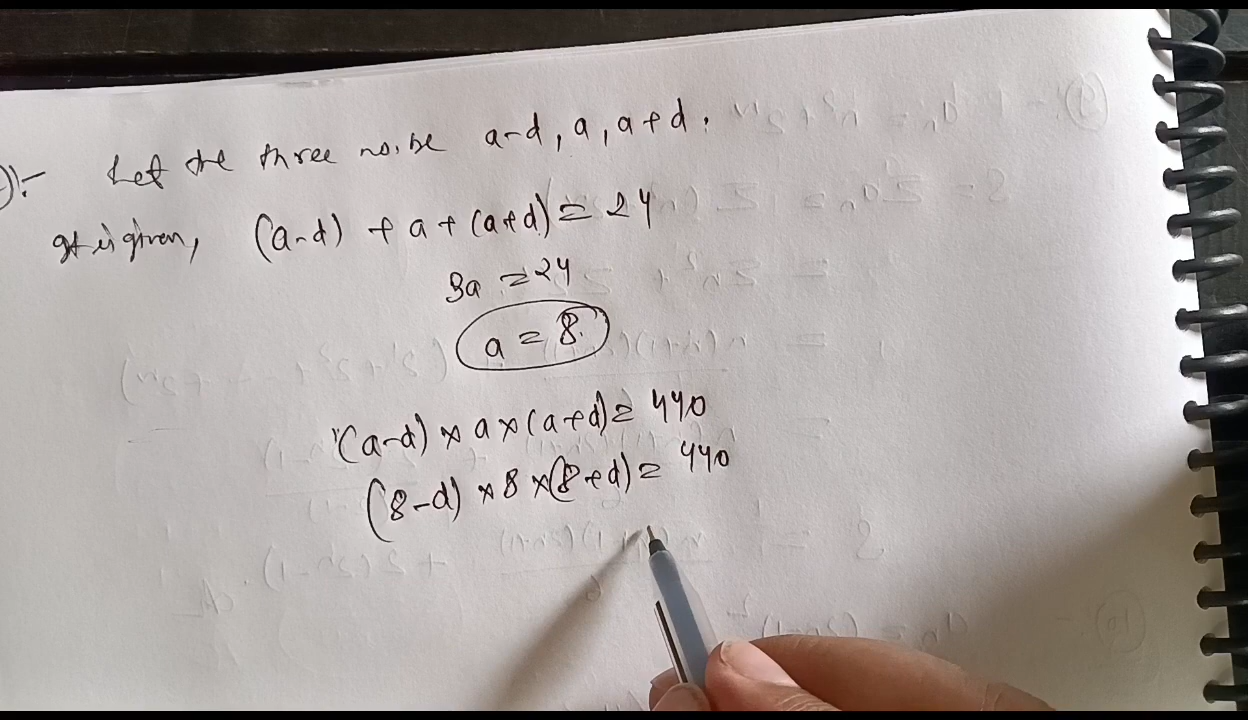 Let the three no. be a-d, a, a+d.
It is given, (a-d) + a + (a+d) = 24
3a = 24
a = 8
(a-d) × a × (a+d) = 440
(8-d) × 8 × (8+d) = 440